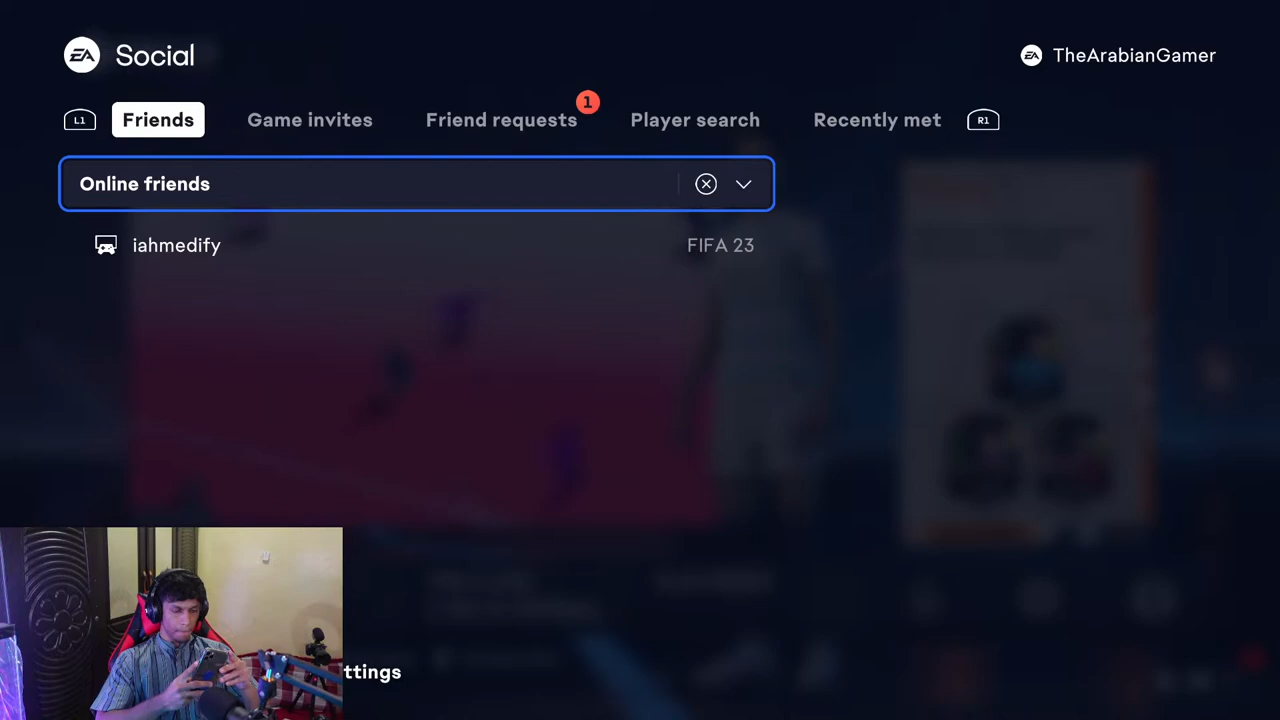 EA Social
EA TheArabianGamer
L1 Friends Game invites Friend requests 1 Player search Recently met R1
Online friends
iahmedify FIFA 23
ttings